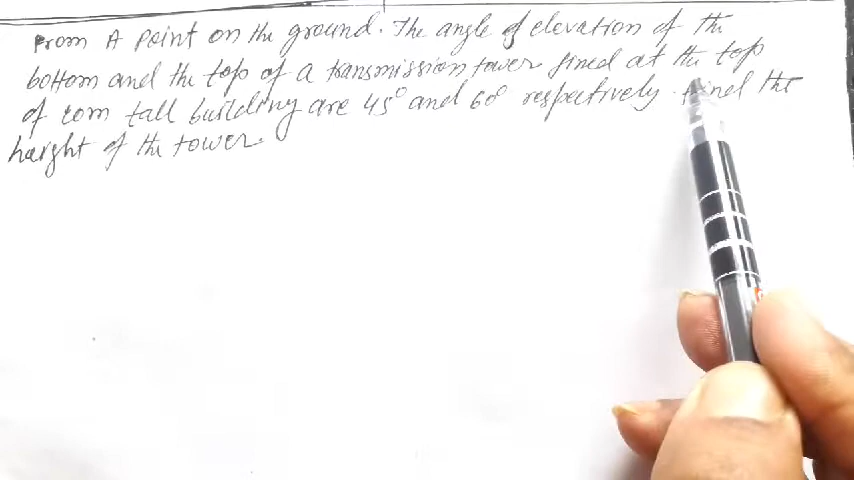 From A point on the ground. The angle of elevation of the
bottom and the top of a transmission tower fined at the top
of 20m tall building are 45° and 60° respectively. find the
height of the tower.